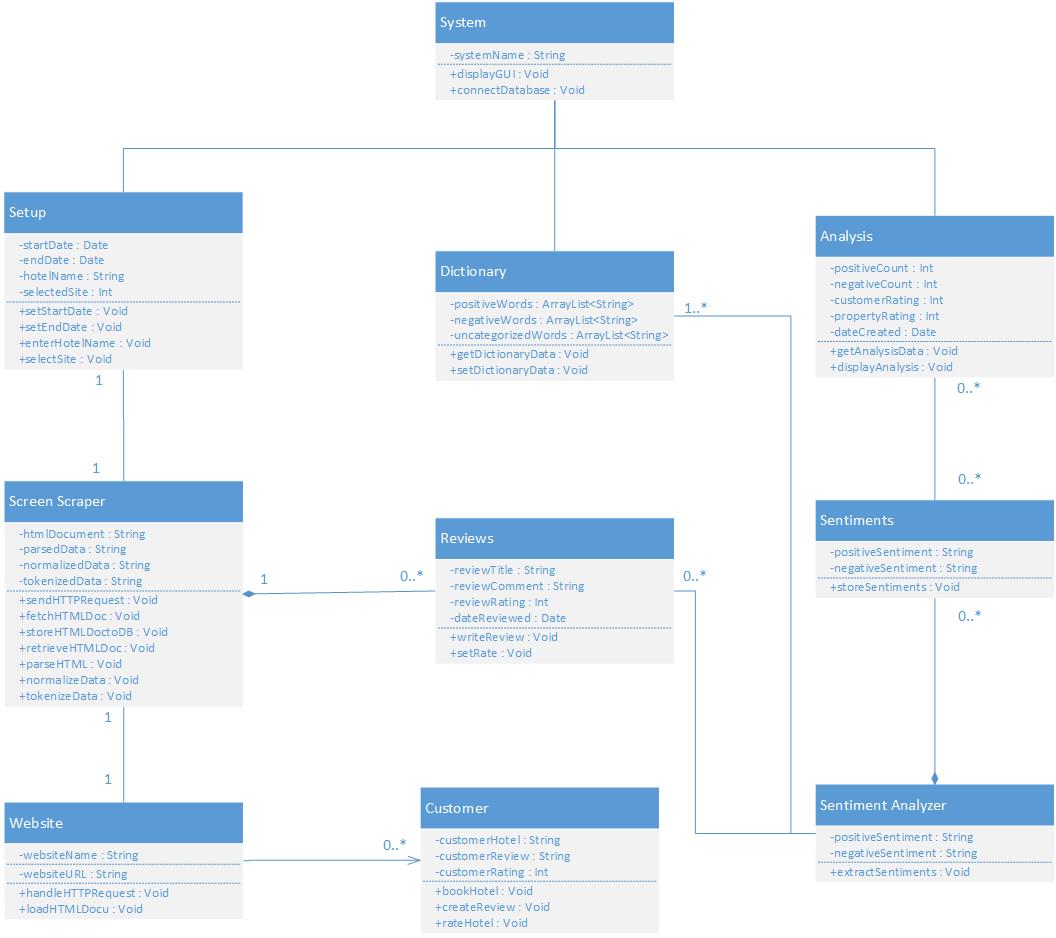 System
-systemName : String
+displayGUI : Void
+connectDatabase : Void
Setup
-startDate : Date
-endDate : Date
-hotelName : String
-selectedSite : Int
+setStartDate : Void
+setEndDate : Void
+enterHotelName : Void
+selectSite : Void
Dictionary
-positiveWords : ArrayList<String>
-negativeWords : ArrayList<String>
-uncategorizedWords : ArrayList<String>
+getDictionaryData : Void
+setDictionaryData : Void
1..*
Analysis
-positiveCount : Int
-negativeCount : Int
-customerRating : Int
-propertyRating : Int
-dateCreated : Date
+getAnalysisData : Void
+displayAnalysis : Void
1
0..*
1
0..*
Screen Scraper
-htmlDocument : String
-parsedData : String
-normalizedData : String
-tokenizedData : String
+sendHTTPRequest : Void
+fetchHTMLDoc : Void
+storeHTMLDoctoDB : Void
+retrieveHTMLDoc : Void
+parseHTML : Void
+normalizeData : Void
+tokenizeData : Void
1
0..*
Reviews
-reviewTitle : String
-reviewComment : String
-reviewRating : Int
-dateReviewed : Date
+writeReview : Void
+setRate : Void
0..*
Sentiments
-positiveSentiment : String
-negativeSentiment : String
+storeSentiments : Void
0..*
1
1
Website
-websiteName : String
-websiteURL : String
+handleHTTPRequest : Void
+loadHTMLDocu : Void
0..*
Customer
-customerHotel : String
-customerReview : String
-customerRating : Int
+bookHotel : Void
+createReview : Void
+rateHotel : Void
Sentiment Analyzer
-positiveSentiment : String
-negativeSentiment : String
+extractSentiments : Void